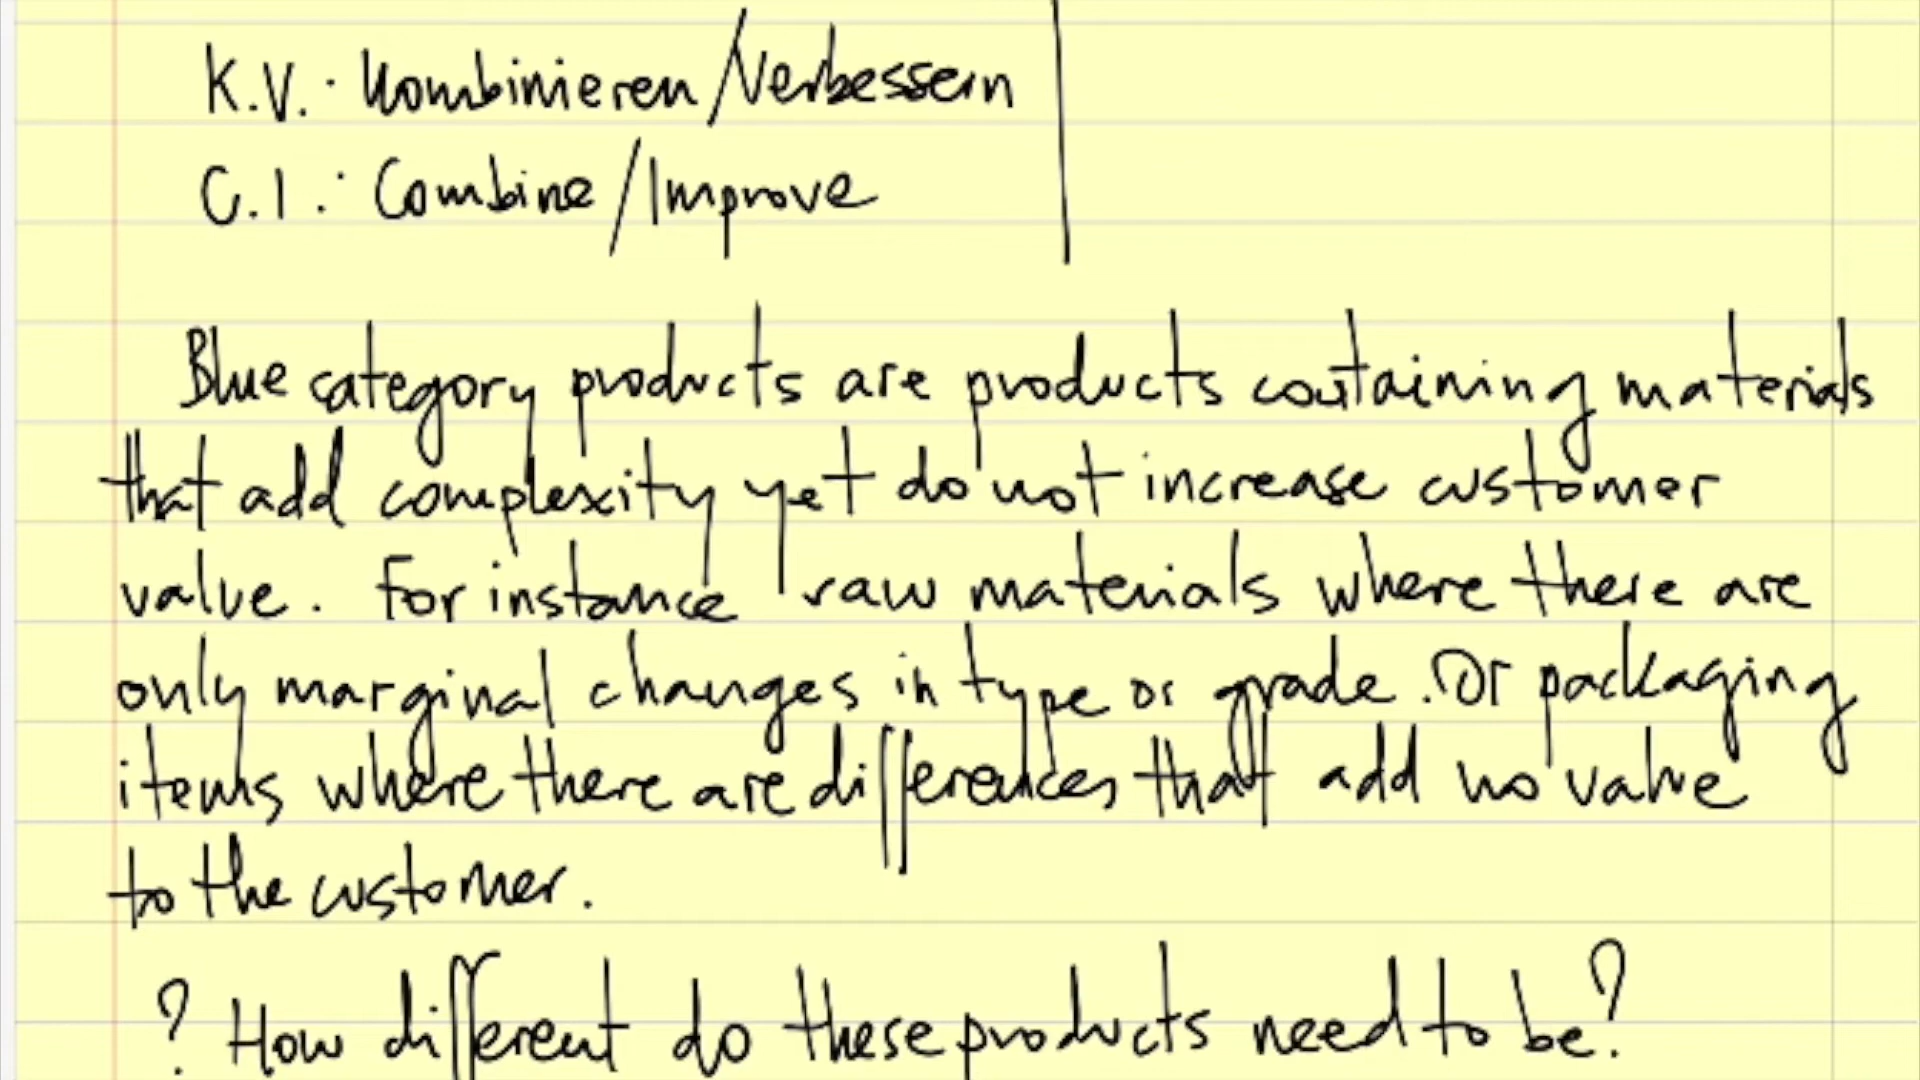 K.V.: Kombinieren/Verbessern
C.I.: Combine/Improve
Blue category products are products containing materials
that add complexity yet do not increase customer
value. For instance raw materials where there are
only marginal changes in type or grade. Or packaging
items where there are differences that add no value
to the customer.
? How different do these products need to be?